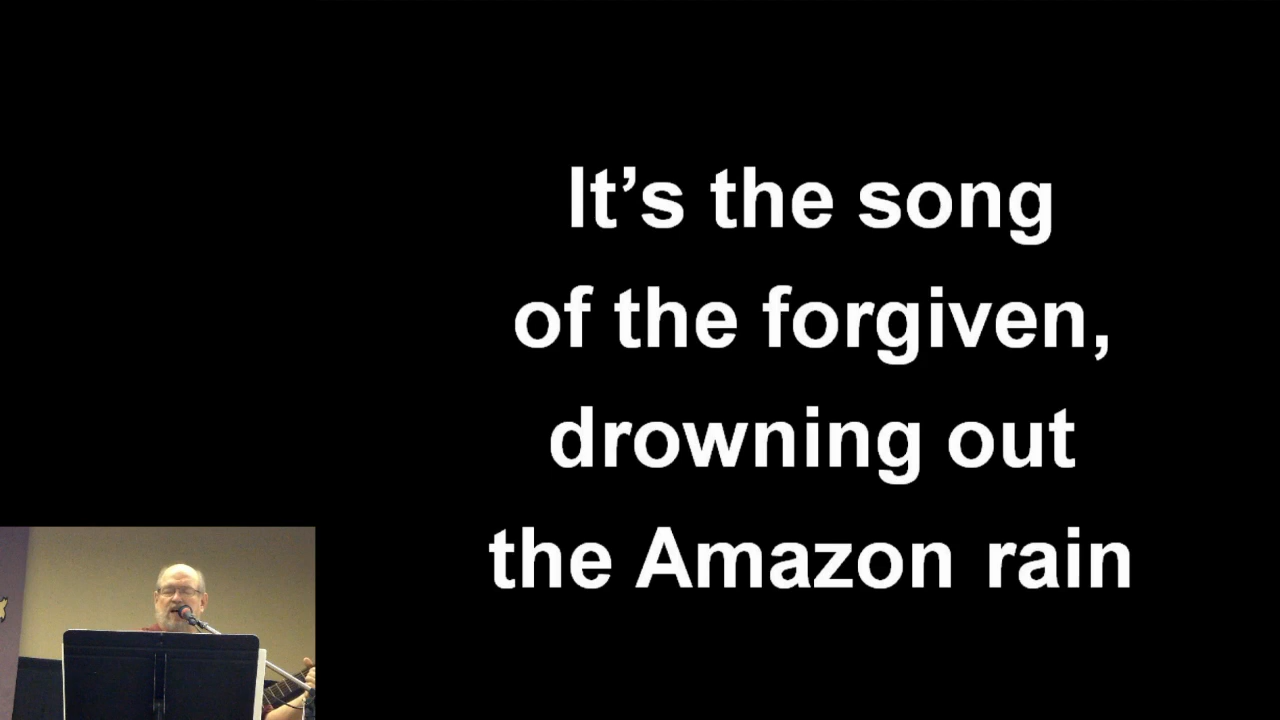 It’s the song
of the forgiven,
drowning out
the Amazon rain